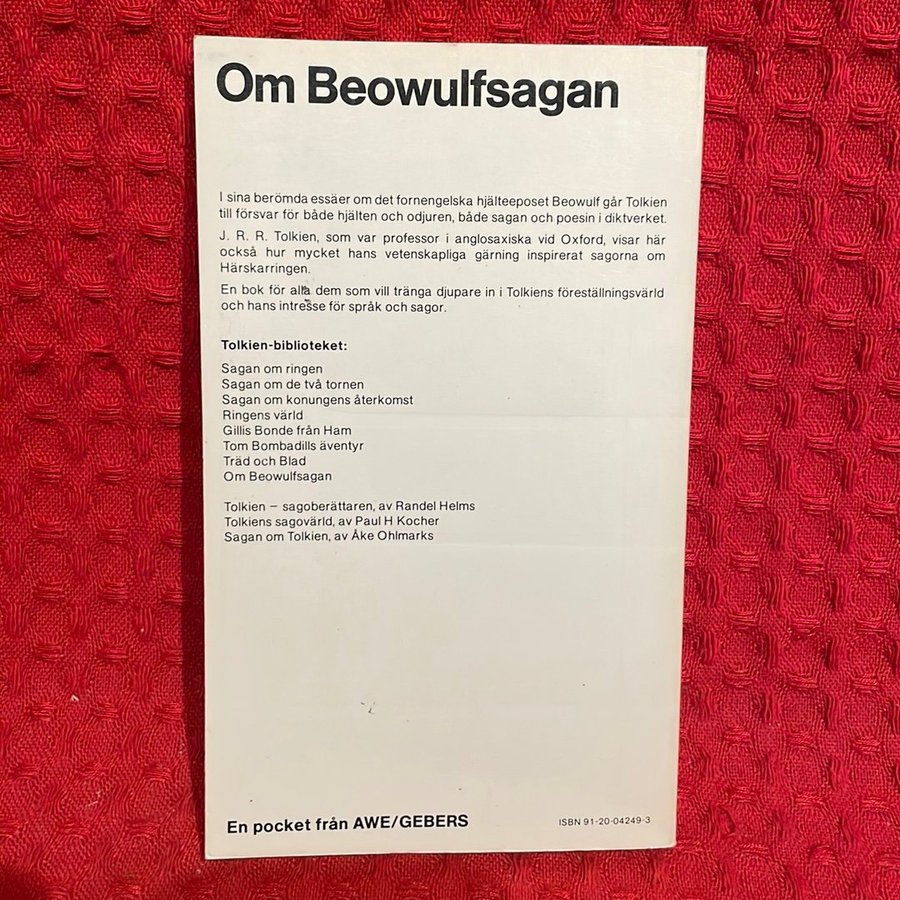 Om Beowulfsagan
I sina berömda essäer om det fornengelska hjälteeposet Beowulf går Tolkien
till försvar för både hjälten och odjuren, både sagan och poesin i diktverket.
J. R. R. Tolkien, som var professor i anglosaxiska vid Oxford, visar här
också hur mycket hans vetenskapliga gärning inspirerat sagorna om
Härskarringen.
En bok för alla dem som vill tränga djupare in i Tolkiens föreställningsvärld
och hans intresse för språk och sagor.
Tolkien-biblioteket:
Sagan om ringen
Sagan om de två tornen
Sagan om konungens återkomst
Ringens värld
Gillis Bonde från Ham
Tom Bombadills äventyr
Träd och Blad
Om Beowulfsagan
Tolkien – sagoberättaren, av Randel Helms
Tolkiens sagovärld, av Paul H Kocher
Sagan om Tolkien, av Åke Ohlmarks
En pocket från AWE/GEBERS
ISBN 91-20-04249-3